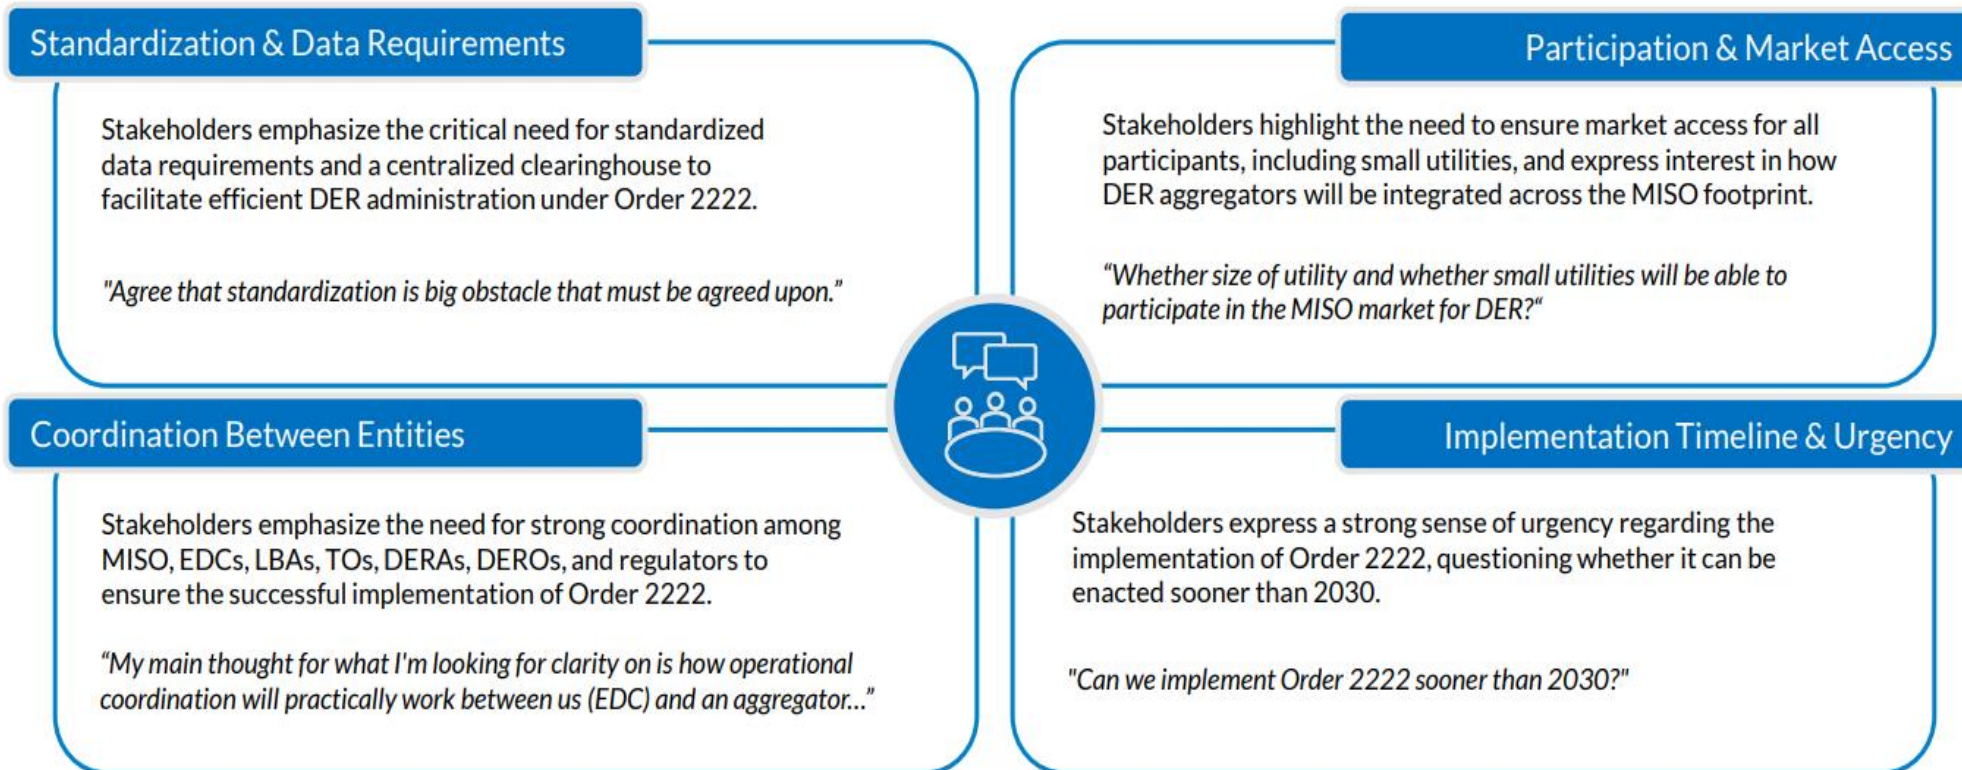 Standardization & Data Requirements
Stakeholders emphasize the critical need for standardized
data requirements and a centralized clearinghouse to
facilitate efficient DER administration under Order 2222.
"Agree that standardization is big obstacle that must be agreed upon.”
Participation & Market Access
Stakeholders highlight the need to ensure market access for all
participants, including small utilities, and express interest in how
DER aggregators will be integrated across the MISO footprint.
“Whether size of utility and whether small utilities will be able to
participate in the MISO market for DER?“
Coordination Between Entities
Stakeholders emphasize the need for strong coordination among
MISO, EDCs, LBAs, TOs, DERAs, DEROs, and regulators to
ensure the successful implementation of Order 2222.
“My main thought for what I'm looking for clarity on is how operational
coordination will practically work between us (EDC) and an aggregator…”
Implementation Timeline & Urgency
Stakeholders express a strong sense of urgency regarding the
implementation of Order 2222, questioning whether it can be
enacted sooner than 2030.
"Can we implement Order 2222 sooner than 2030?"